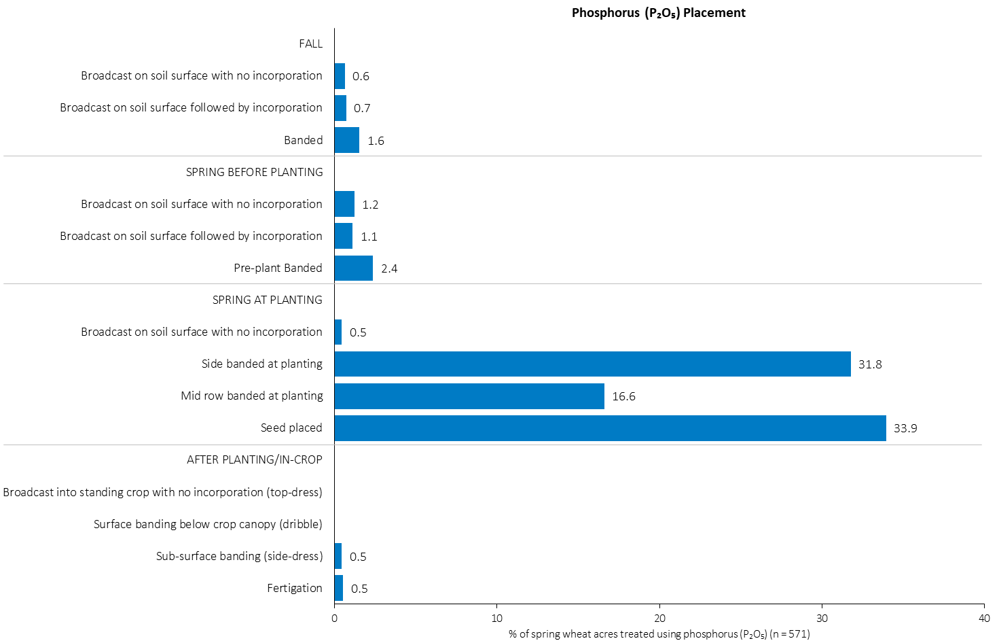 Phosphorus (P₂O₅) Placement
FALL
Broadcast on soil surface with no incorporation 0.6
Broadcast on soil surface followed by incorporation 0.7
Banded 1.6
SPRING BEFORE PLANTING
Broadcast on soil surface with no incorporation 1.2
Broadcast on soil surface followed by incorporation 1.1
Pre-plant Banded 2.4
SPRING AT PLANTING
Broadcast on soil surface with no incorporation 0.5
Side banded at planting 31.8
Mid row banded at planting 16.6
Seed placed 33.9
AFTER PLANTING/IN-CROP
Broadcast into standing crop with no incorporation (top-dress)
Surface banding below crop canopy (dribble)
Sub-surface banding (side-dress) 0.5
Fertigation 0.5
0 10 20 30 40
% of spring wheat acres treated using phosphorus (P₂O₅) (n = 571)